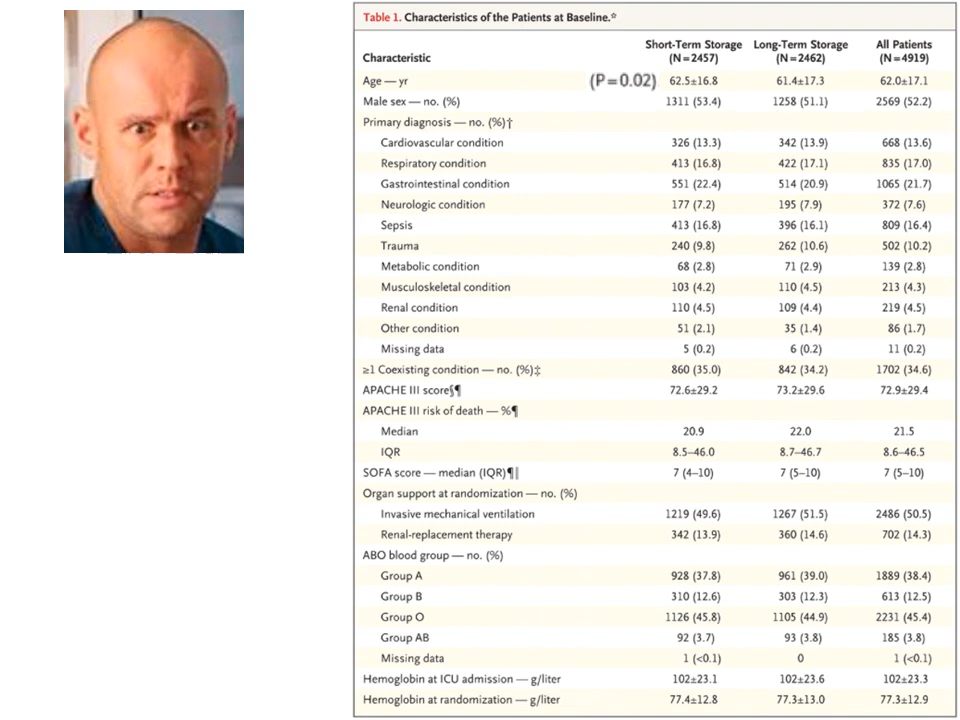 Table 1. Characteristics of the Patients at Baseline.*
Characteristic Short-Term Storage (N=2457) Long-Term Storage (N=2462) All Patients (N=4919)
Age — yr (P=0.02) 62.5±16.8 61.4±17.3 62.0±17.1
Male sex — no. (%) 1311 (53.4) 1258 (51.1) 2569 (52.2)
Primary diagnosis — no. (%)†
Cardiovascular condition 326 (13.3) 342 (13.9) 668 (13.6)
Respiratory condition 413 (16.8) 422 (17.1) 835 (17.0)
Gastrointestinal condition 551 (22.4) 514 (20.9) 1065 (21.7)
Neurologic condition 177 (7.2) 195 (7.9) 372 (7.6)
Sepsis 413 (16.8) 396 (16.1) 809 (16.4)
Trauma 240 (9.8) 262 (10.6) 502 (10.2)
Metabolic condition 68 (2.8) 71 (2.9) 139 (2.8)
Musculoskeletal condition 103 (4.2) 110 (4.5) 213 (4.3)
Renal condition 110 (4.5) 109 (4.4) 219 (4.5)
Other condition 51 (2.1) 35 (1.4) 86 (1.7)
Missing data 5 (0.2) 6 (0.2) 11 (0.2)
≥1 Coexisting condition — no. (%)‡ 860 (35.0) 842 (34.2) 1702 (34.6)
APACHE III score§¶ 72.6±29.2 73.2±29.6 72.9±29.4
APACHE III risk of death — %¶
Median 20.9 22.0 21.5
IQR 8.5–46.0 8.7–46.7 8.6–46.5
SOFA score — median (IQR)¶‖ 7 (4–10) 7 (5–10) 7 (5–10)
Organ support at randomization — no. (%)
Invasive mechanical ventilation 1219 (49.6) 1267 (51.5) 2486 (50.5)
Renal-replacement therapy 342 (13.9) 360 (14.6) 702 (14.3)
ABO blood group — no. (%)
Group A 928 (37.8) 961 (39.0) 1889 (38.4)
Group B 310 (12.6) 303 (12.3) 613 (12.5)
Group O 1126 (45.8) 1105 (44.9) 2231 (45.4)
Group AB 92 (3.7) 93 (3.8) 185 (3.8)
Missing data 1 (<0.1) 0 1 (<0.1)
Hemoglobin at ICU admission — g/liter 102±23.1 102±23.6 102±23.3
Hemoglobin at randomization — g/liter 77.4±12.8 77.3±13.0 77.3±12.9